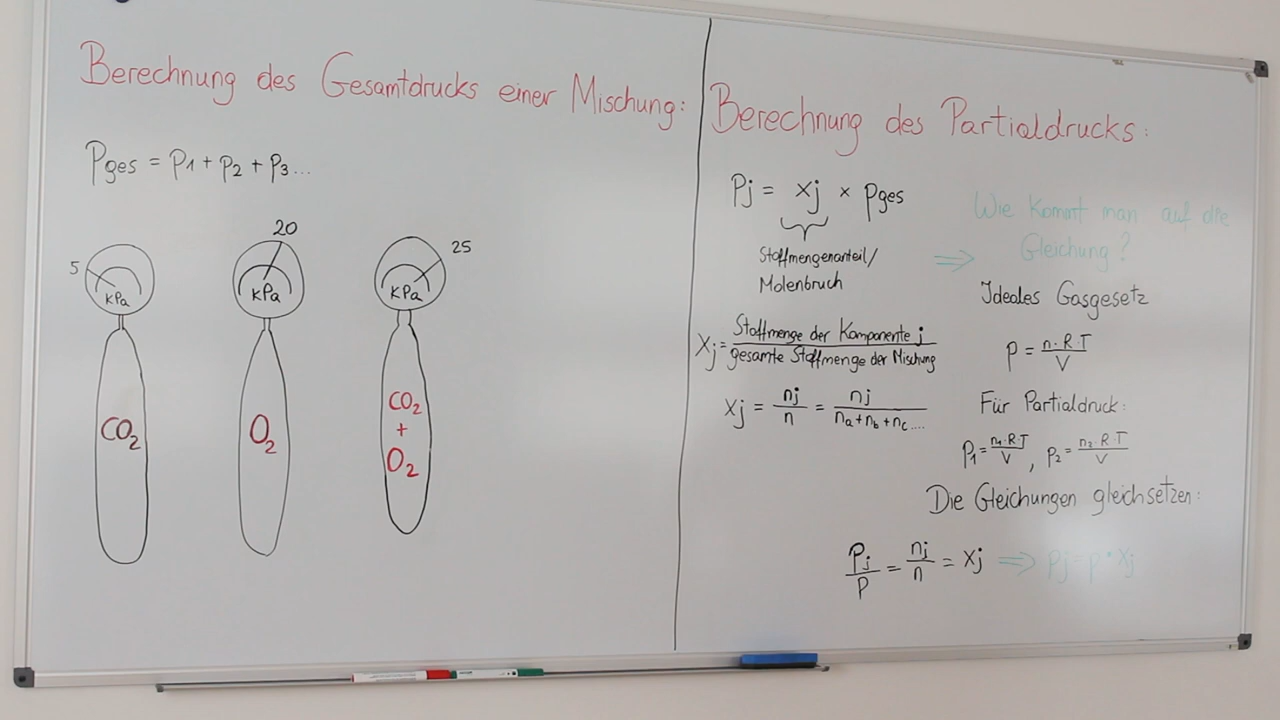 Berechnung des Gesamtdrucks einer Mischung:
Pges = P1 + P2 + P3...
5
kPa
CO2
20
kPa
O2
25
kPa
CO2
+
O2
Berechnung des Partialdrucks:
Pj = xj × Pges
Stoffmengenanteil/
Molenbruch
Xj = Stoffmenge der Komponente j / gesamte Stoffmenge der Mischung
Xj = nj/n = nj/(na + nb + nc....)
⇒ Wie kommt man auf die
Gleichung?
Ideales Gasgesetz
p = n·R·T/V
Für Partialdruck:
p1 = n1·R·T/V , p2 = n2·R·T/V
Die Gleichungen gleichsetzen:
Pj/P = nj/n = Xj ⇒ Pj = p·Xj